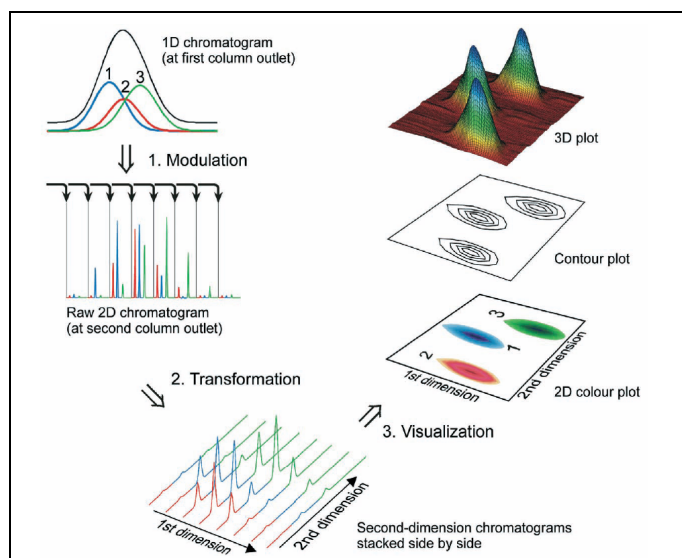 1D chromatogram
(at first column outlet)
1
2
3
1. Modulation
Raw 2D chromatogram
(at second column outlet)
2. Transformation
1st dimension
2nd dimension
Second-dimension chromatograms
stacked side by side
3. Visualization
3D plot
Contour plot
3
1
2
1st dimension
2nd dimension
2D colour plot